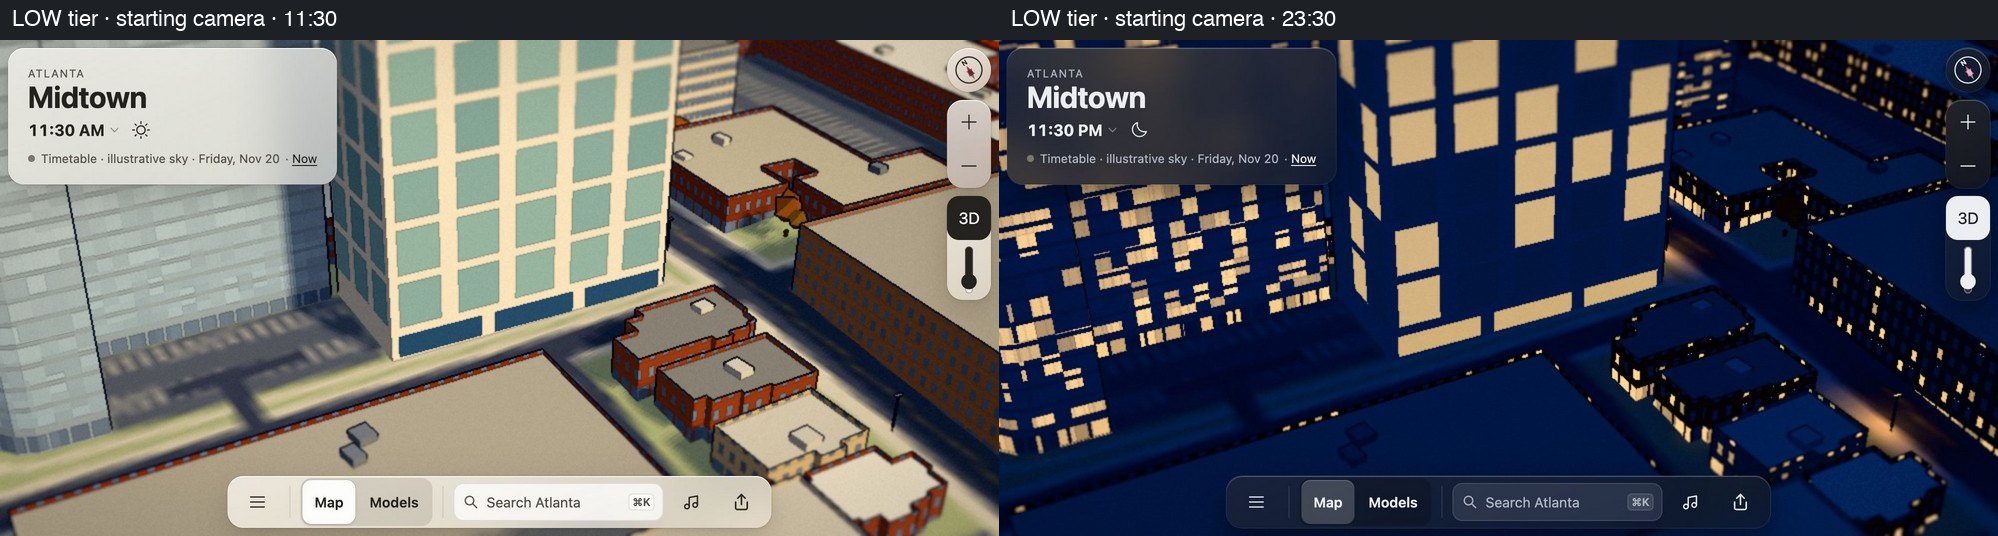 LOW tier · starting camera · 11:30
ATLANTA
Midtown
11:30 AM
Timetable · illustrative sky · Friday, Nov 20 · Now
N
+
−
3D
Map Models Search Atlanta ⌘K
LOW tier · starting camera · 23:30
ATLANTA
Midtown
11:30 PM
Timetable · illustrative sky · Friday, Nov 20 · Now
N
+
−
3D
Map Models Search Atlanta ⌘K